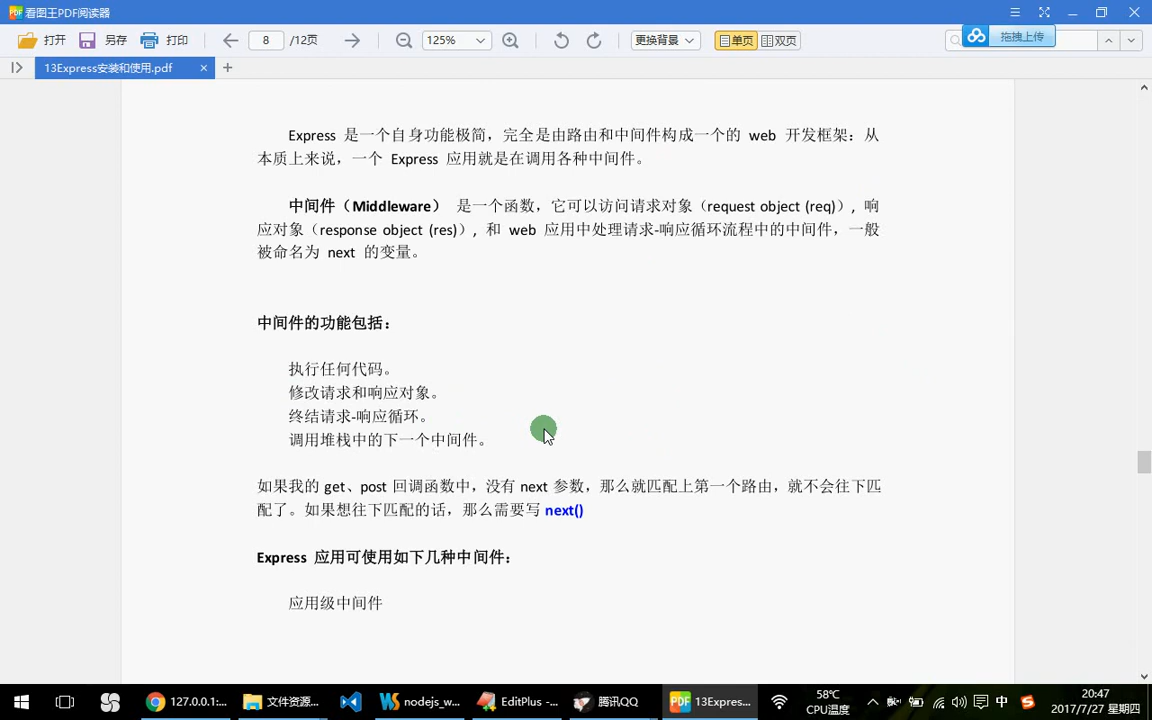 看图王PDF阅读器
打开 另存 打印 8 /12页 125% 更换背景 单页 双页 拖拽上传
13Express安装和使用.pdf
Express 是一个自身功能极简，完全是由路由和中间件构成一个的 web 开发框架：从
本质上来说，一个 Express 应用就是在调用各种中间件。
中间件（Middleware） 是一个函数，它可以访问请求对象（request object (req)）, 响
应对象（response object (res)）, 和 web 应用中处理请求-响应循环流程中的中间件，一般
被命名为 next 的变量。
中间件的功能包括：
执行任何代码。
修改请求和响应对象。
终结请求-响应循环。
调用堆栈中的下一个中间件。
如果我的 get、post 回调函数中，没有 next 参数，那么就匹配上第一个路由，就不会往下匹
配了。如果想往下匹配的话，那么需要写 next()
Express 应用可使用如下几种中间件：
应用级中间件
127.0.0.1:... 文件资源... nodejs_w... EditPlus -... 腾讯QQ PDF 13Expres... 58℃ 中 20:47
CPU温度 2017/7/27 星期四